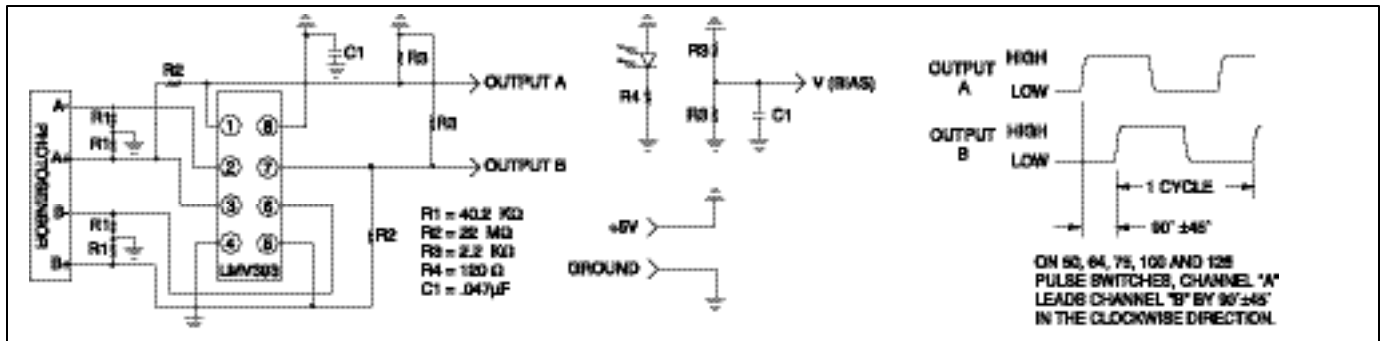 R2
C1
R3
OUTPUT A
PHOTOSENSOR
A-
R1
R1
A+
B-
R1
R1
B+
1 8
2 7
3 6
4 5
LMV393
R3
OUTPUT B
R2
R1 = 40.2 KΩ
R2 = 22 MΩ
R3 = 2.2 KΩ
R4 = 120 Ω
C1 = .047µF
R4
R3
R3
V (BIAS)
C1
+5V
GROUND
OUTPUT A
HIGH
LOW
OUTPUT B
HIGH
LOW
1 CYCLE
90° ±45°
ON 50, 64, 75, 100 AND 128
PULSE SWITCHES, CHANNEL "A"
LEADS CHANNEL "B" BY 90°±45°
IN THE CLOCKWISE DIRECTION.